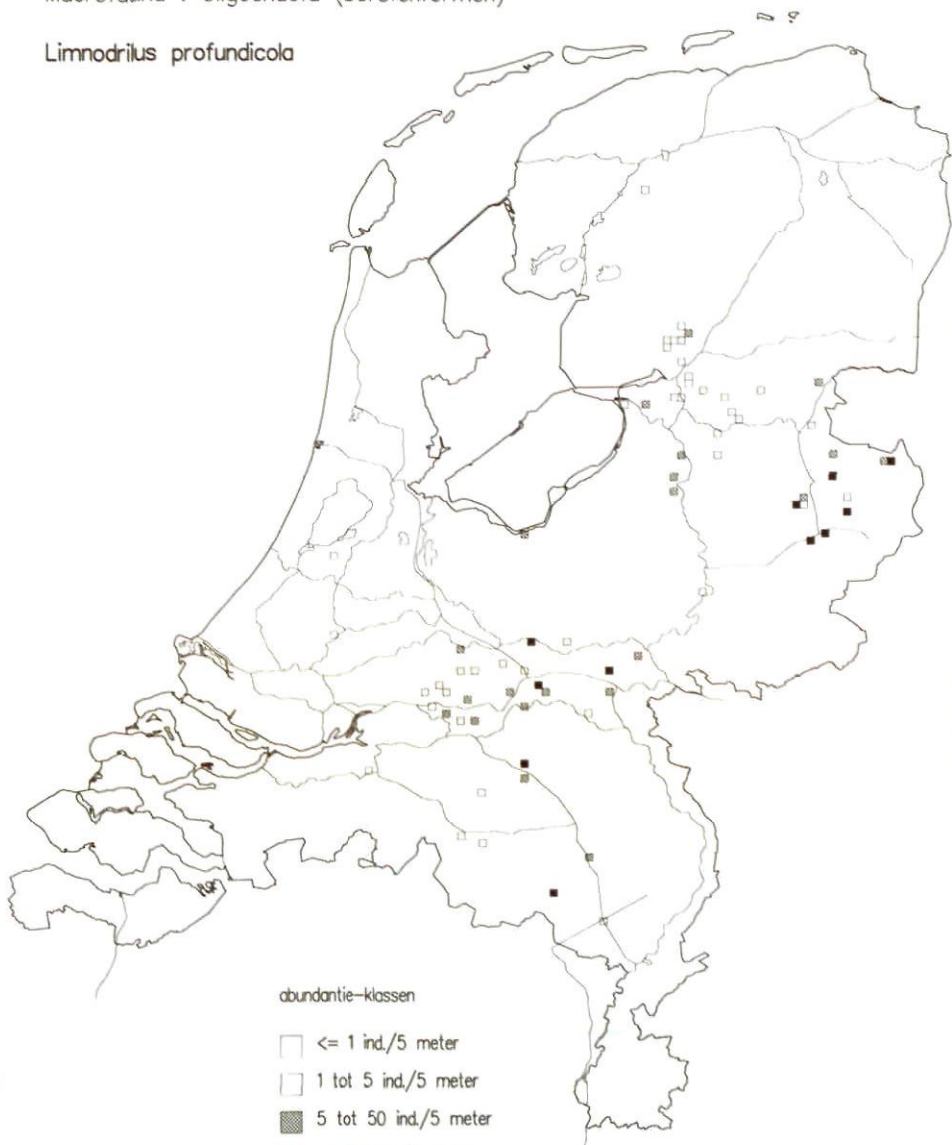 Limnodrilus profundicola
abundantie-klassen
<= 1 ind./5 meter
1 tot 5 ind./5 meter
5 tot 50 ind./5 meter